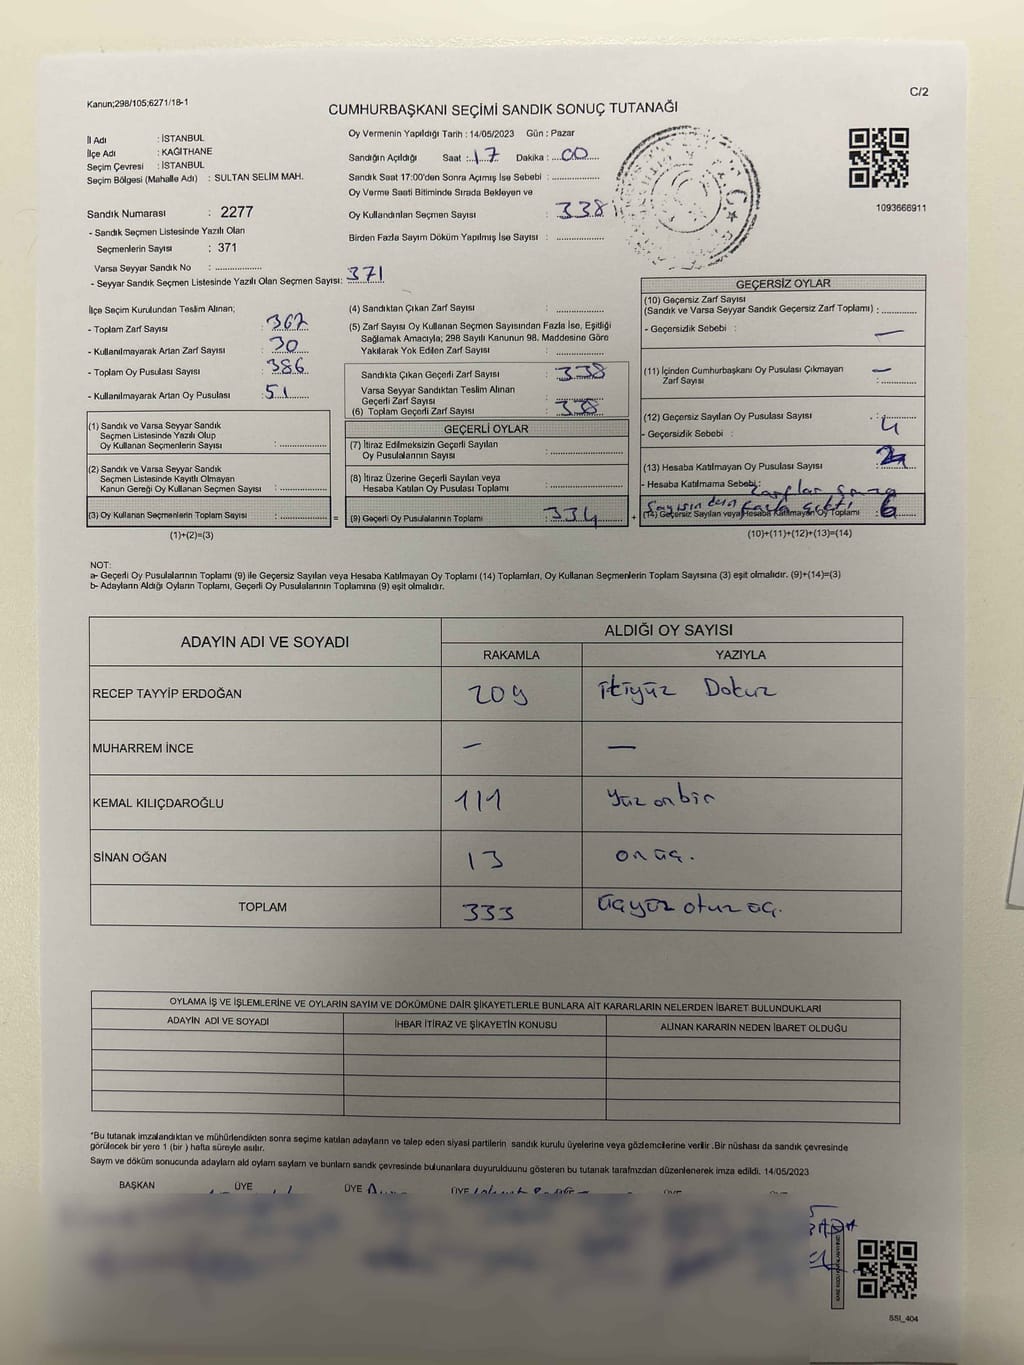 Kanun;298/105;6271/18-1
C/2
CUMHURBAŞKANI SEÇİMİ SANDIK SONUÇ TUTANAĞI
İl Adı : İSTANBUL
İlçe Adı : KAĞITHANE
Seçim Çevresi : İSTANBUL
Seçim Bölgesi (Mahalle Adı) : SULTAN SELİM MAH.
Sandık Numarası : 2277
- Sandık Seçmen Listesinde Yazılı Olan
Seçmenlerin Sayısı : 371
Varsa Seyyar Sandık No : ..................
- Seyyar Sandık Seçmen Listesinde Yazılı Olan Seçmen Sayısı: 371
Oy Vermenin Yapıldığı Tarih : 14/05/2023 Gün : Pazar
Sandığın Açıldığı Saat : 17 Dakika : 00
Sandık Saat 17:00'den Sonra Açımış İse Sebebi : ..................
Oy Verme Saati Bitiminde Sırada Bekleyen ve
Oy Kullandırılan Seçmen Sayısı : 338
Birden Fazla Sayım Döküm Yapılmış İse Sayısı : ..................
1093666911
İlçe Seçim Kurulundan Teslim Alınan;
- Toplam Zarf Sayısı : 367
- Kullanılmayarak Artan Zarf Sayısı : 30
- Toplam Oy Pusulası Sayısı : 386
- Kullanılmayarak Artan Oy Pusulası : 51
(1) Sandık ve Varsa Seyyar Sandık
Seçmen Listesinde Yazılı Olup
Oy Kullanan Seçmenlerin Sayısı : ..................
(2) Sandık ve Varsa Seyyar Sandık
Seçmen Listesinde Kayıtlı Olmayan
Kanun Gereği Oy Kullanan Seçmen Sayısı : ..................
(3) Oy Kullanan Seçmenlerin Toplam Sayısı : ..................
(1)+(2)=(3)
(4) Sandıktan Çıkan Zarf Sayısı : ..................
(5) Zarf Sayısı Oy Kullanan Seçmen Sayısından Fazla İse, Eşitliği
Sağlamak Amacıyla; 298 Sayılı Kanunun 98. Maddesine Göre
Yakılarak Yok Edilen Zarf Sayısı : ..................
Sandıkta Çıkan Geçerli Zarf Sayısı : 338
Varsa Seyyar Sandıktan Teslim Alınan
Geçerli Zarf Sayısı : ..................
(6) Toplam Geçerli Zarf Sayısı : 338
GEÇERLİ OYLAR
(7) İtiraz Edilmeksizin Geçerli Sayılan
Oy Pusulalarının Sayısı : ..................
(8) İtiraz Üzerine Geçerli Sayılan veya
Hesaba Katılan Oy Pusulası Toplamı : ..................
= (9) Geçerli Oy Pusulalarının Toplamı : 334 +
GEÇERSİZ OYLAR
(10) Geçersiz Zarf Sayısı
(Sandık ve Varsa Seyyar Sandık Geçersiz Zarf Toplamı) : ............
- Geçersizlik Sebebi : —
(11) İçinden Cumhurbaşkanı Oy Pusulası Çıkmayan —
Zarf Sayısı : ............
(12) Geçersiz Sayılan Oy Pusulası Sayısı : 4
- Geçersizlik Sebebi :
(13) Hesaba Katılmayan Oy Pusulası Sayısı
- Hesaba Katılmama Sebebi: zarflar
Sayısından fazla çıktı
(14) Geçersiz Sayılan veya Hesaba Katılmayan Oy Toplamı : 6
(10)+(11)+(12)+(13)=(14)
NOT:
a- Geçerli Oy Pusulalarının Toplamı (9) ile Geçersiz Sayılan veya Hesaba Katılmayan Oy Toplamı (14) Toplamları, Oy Kullanan Seçmenlerin Toplam Sayısına (3) eşit olmalıdır. (9)+(14)=(3)
b- Adayların Aldığı Oyların Toplamı, Geçerli Oy Pusulalarının Toplamına (9) eşit olmalıdır.
ADAYIN ADI VE SOYADI
ALDIĞI OY SAYISI
RAKAMLA YAZIYLA
RECEP TAYYİP ERDOĞAN 209 ikiyüz Dokuz
MUHARREM İNCE — —
KEMAL KILIÇDAROĞLU 111 Yüz onbir
SİNAN OĞAN 13 onüç.
TOPLAM 333 üçyüz otuz üç.
OYLAMA İŞ VE İŞLEMLERİNE VE OYLARIN SAYIM VE DÖKÜMÜNE DAİR ŞİKAYETLERLE BUNLARA AİT KARARLARIN NELERDEN İBARET BULUNDUKLARI
ADAYIN ADI VE SOYADI İHBAR İTİRAZ VE ŞİKAYETİN KONUSU ALINAN KARARIN NEDEN İBARET OLDUĞU
*Bu tutanak imzalandıktan ve mühürlendikten sonra seçime katılan adayların ve talep eden siyasi partilerin sandık kurulu üyelerine veya gözlemcilerine verilir .Bir nüshası da sandık çevresinde
görülecek bir yere 1 (bir ) hafta süreyle asılır.
Sayım ve döküm sonucunda adayların ald oylarn saylarn ve bunlarn sandık çevresinde bulunanlara duyurulduunu gösteren bu tutanak tarafmzdan düzenlenerek imza edildi. 14/05/2023
BAŞKAN ÜYE ÜYE ÜYE
SSI_404